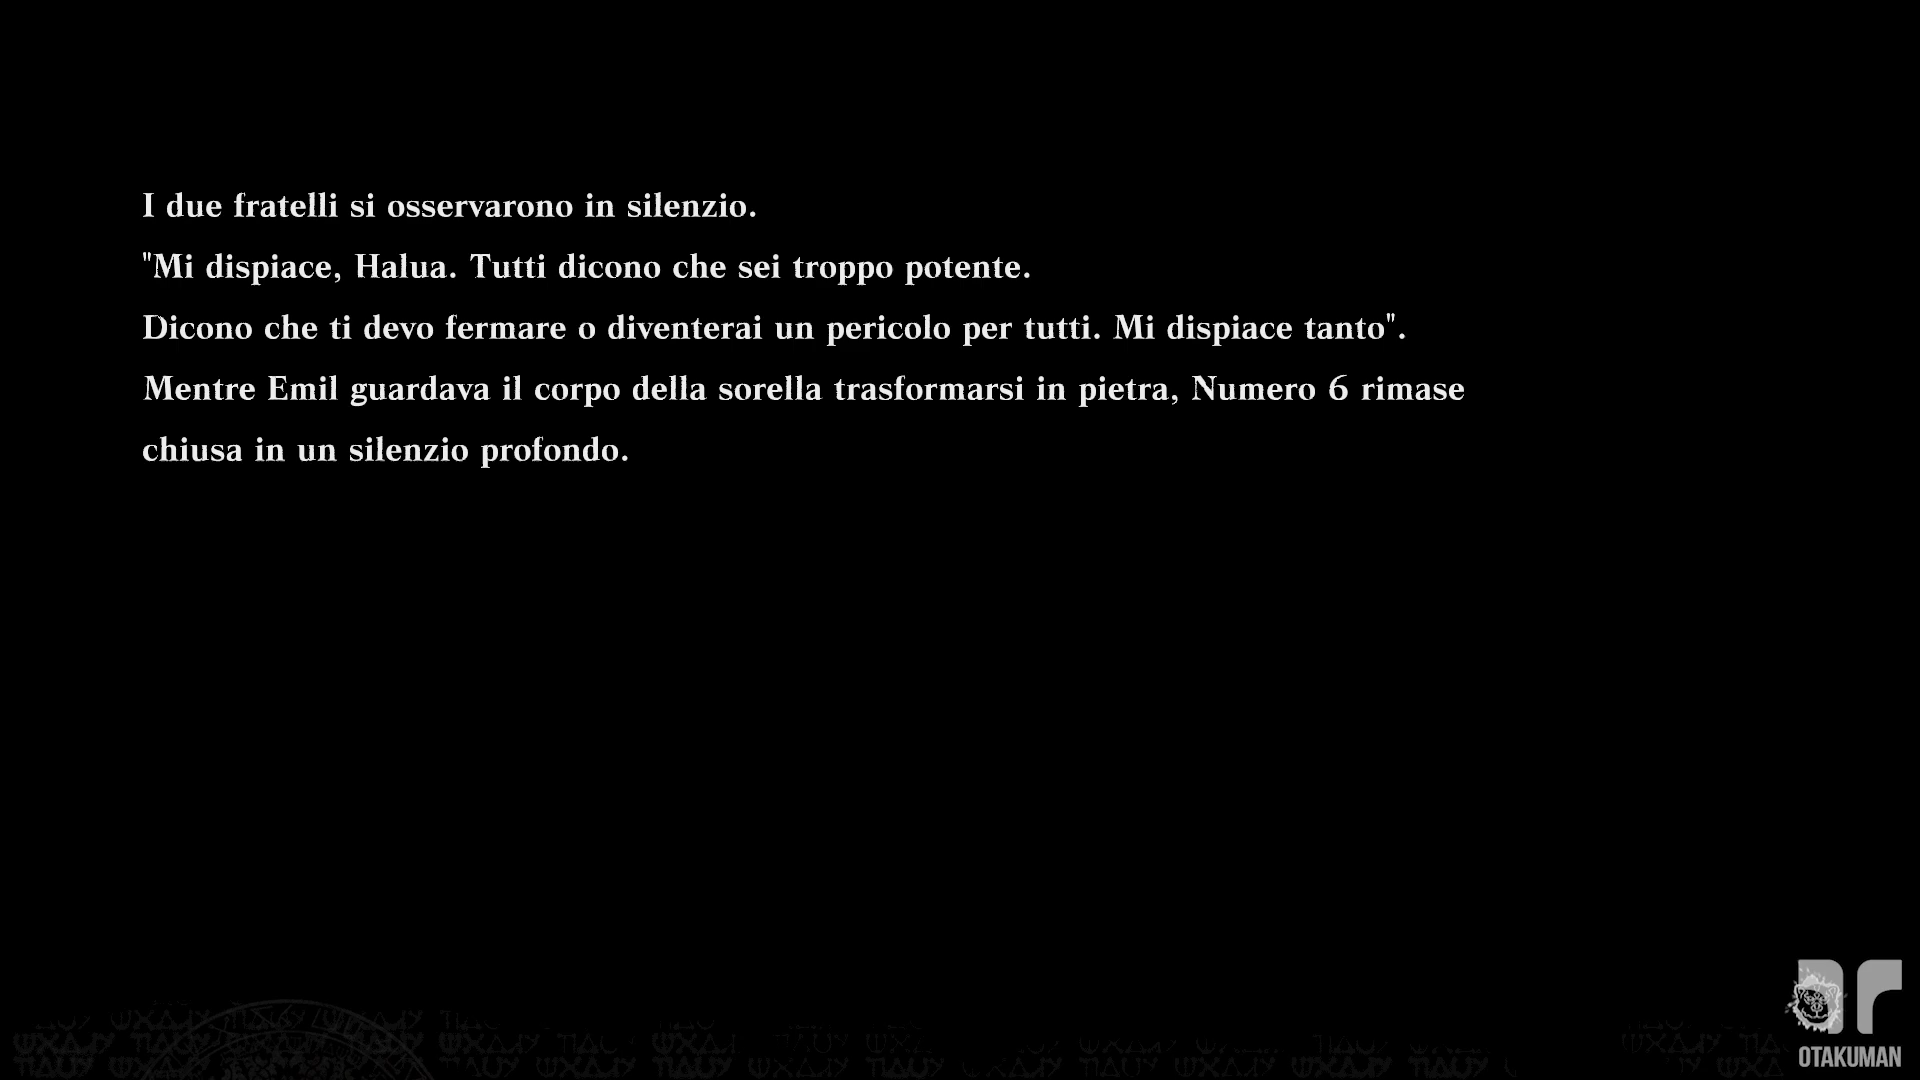 I due fratelli si osservarono in silenzio.
"Mi dispiace, Halua. Tutti dicono che sei troppo potente.
Dicono che ti devo fermare o diventerai un pericolo per tutti. Mi dispiace tanto".
Mentre Emil guardava il corpo della sorella trasformarsi in pietra, Numero 6 rimase
chiusa in un silenzio profondo.
OTAKUMAN